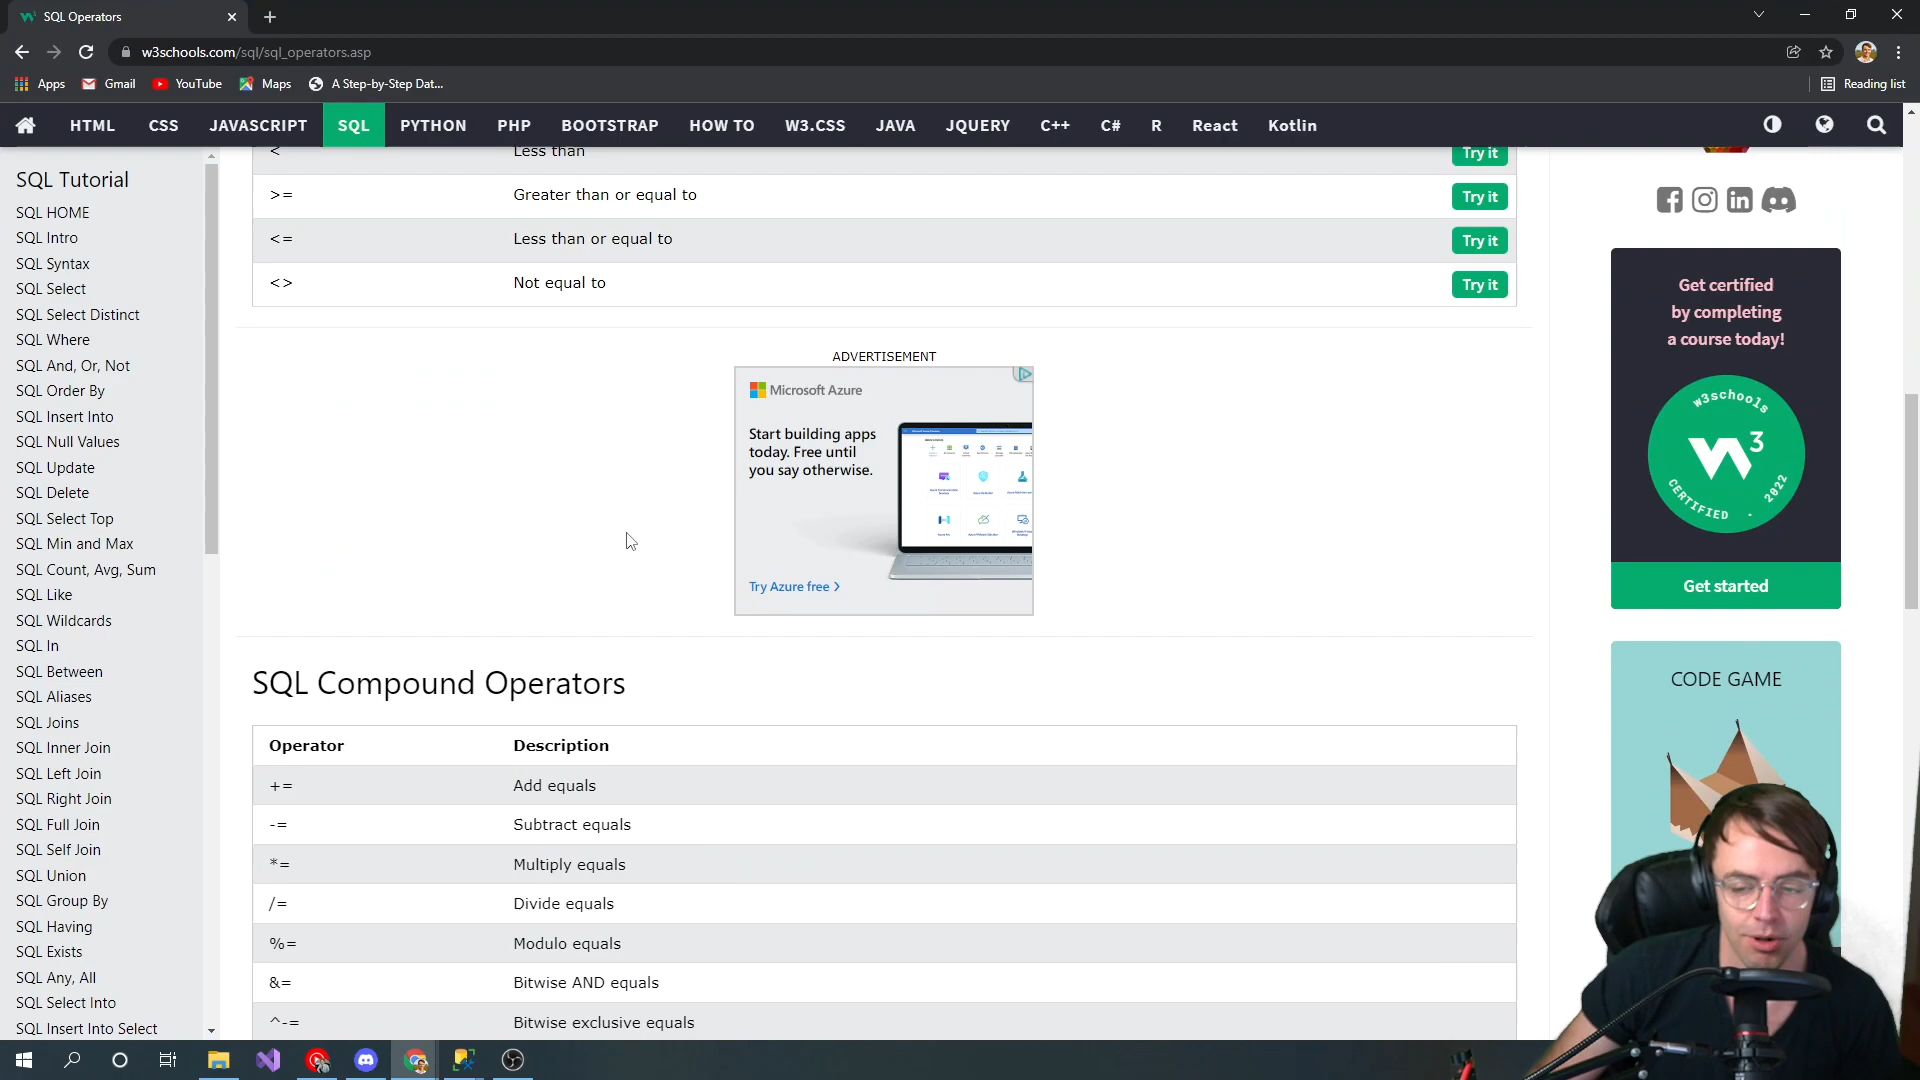 SQL Operators
w3schools.com/sql/sql_operators.asp
Apps Gmail YouTube Maps A Step-by-Step Dat... Reading list
HTML CSS JAVASCRIPT SQL PYTHON PHP BOOTSTRAP HOW TO W3.CSS JAVA JQUERY C++ C# R React Kotlin
SQL Tutorial
SQL HOME
SQL Intro
SQL Syntax
SQL Select
SQL Select Distinct
SQL Where
SQL And, Or, Not
SQL Order By
SQL Insert Into
SQL Null Values
SQL Update
SQL Delete
SQL Select Top
SQL Min and Max
SQL Count, Avg, Sum
SQL Like
SQL Wildcards
SQL In
SQL Between
SQL Aliases
SQL Joins
SQL Inner Join
SQL Left Join
SQL Right Join
SQL Full Join
SQL Self Join
SQL Union
SQL Group By
SQL Having
SQL Exists
SQL Any, All
SQL Select Into
SQL Insert Into Select
< Less than Try it
>= Greater than or equal to Try it
<= Less than or equal to Try it
<> Not equal to Try it
ADVERTISEMENT
Microsoft Azure
Start building apps
today. Free until
you say otherwise.
Try Azure free >
SQL Compound Operators
Operator Description
+= Add equals
-= Subtract equals
*= Multiply equals
/= Divide equals
%= Modulo equals
&= Bitwise AND equals
^-= Bitwise exclusive equals
Get certified
by completing
a course today!
w3schools
W3
CERTIFIED . 2022
Get started
CODE GAME